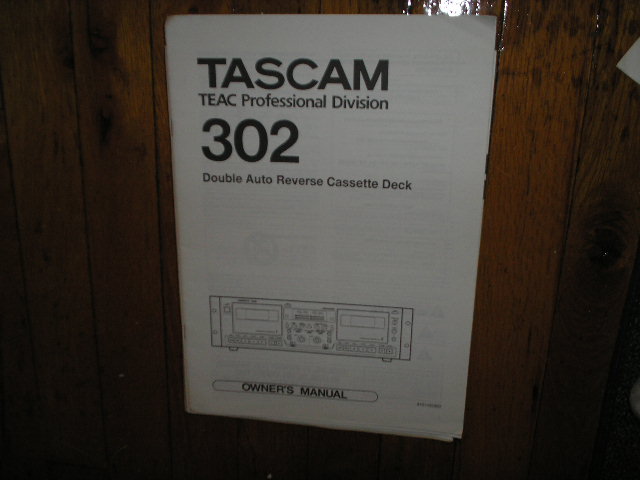 TASCAM
TEAC Professional Division
302
Double Auto Reverse Cassette Deck
OWNER'S MANUAL